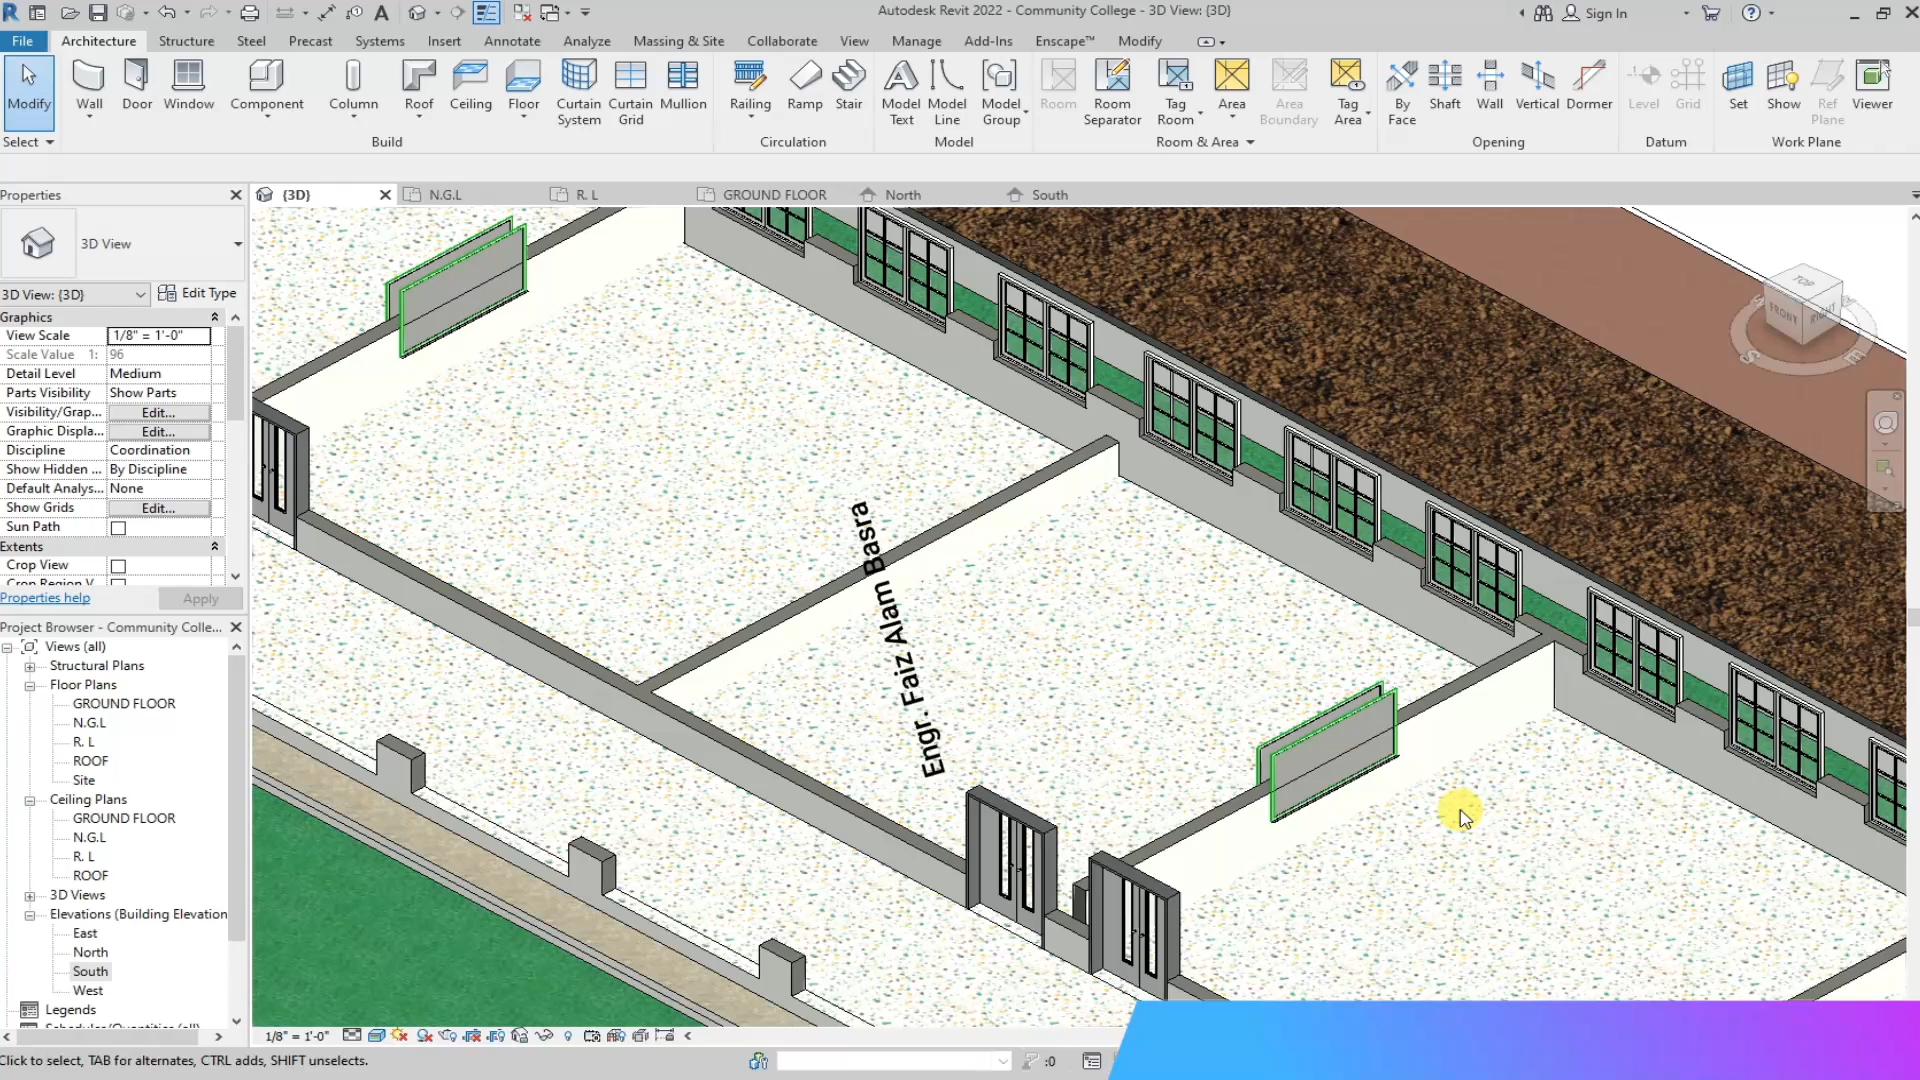 Autodesk Revit 2022 - Community College - 3D View: {3D}
Sign In
File Architecture Structure Steel Precast Systems Insert Annotate Analyze Massing & Site Collaborate View Manage Add-Ins Enscape™ Modify
Modify Wall Door Window Component Column Roof Ceiling Floor Curtain System Curtain Grid Mullion Railing Ramp Stair Model Text Model Line Model Group Room Room Separator Tag Room Area Area Boundary Tag Area By Face Shaft Wall Vertical Dormer Level Grid Set Show Ref Plane Viewer
Select Build Circulation Model Room & Area Opening Datum Work Plane
Properties
{3D} N.G.L R. L GROUND FLOOR North South
3D View
3D View: {3D} Edit Type
Graphics
View Scale 1/8" = 1'-0"
Scale Value 1: 96
Detail Level Medium
Parts Visibility Show Parts
Visibility/Grap... Edit...
Graphic Displa... Edit...
Discipline Coordination
Show Hidden ... By Discipline
Default Analys... None
Show Grids Edit...
Sun Path
Extents
Crop View
Properties help Apply
Project Browser - Community Colle...
Views (all)
Structural Plans
Floor Plans
GROUND FLOOR
N.G.L
R. L
ROOF
Site
Ceiling Plans
GROUND FLOOR
N.G.L
R. L
ROOF
3D Views
Elevations (Building Elevation
East
North
South
West
Legends
TOP
FRONT
RIGHT
S
E
Engr. Faiz Alam Basra
1/8" = 1'-0"
Click to select, TAB for alternates, CTRL adds, SHIFT unselects.
:0